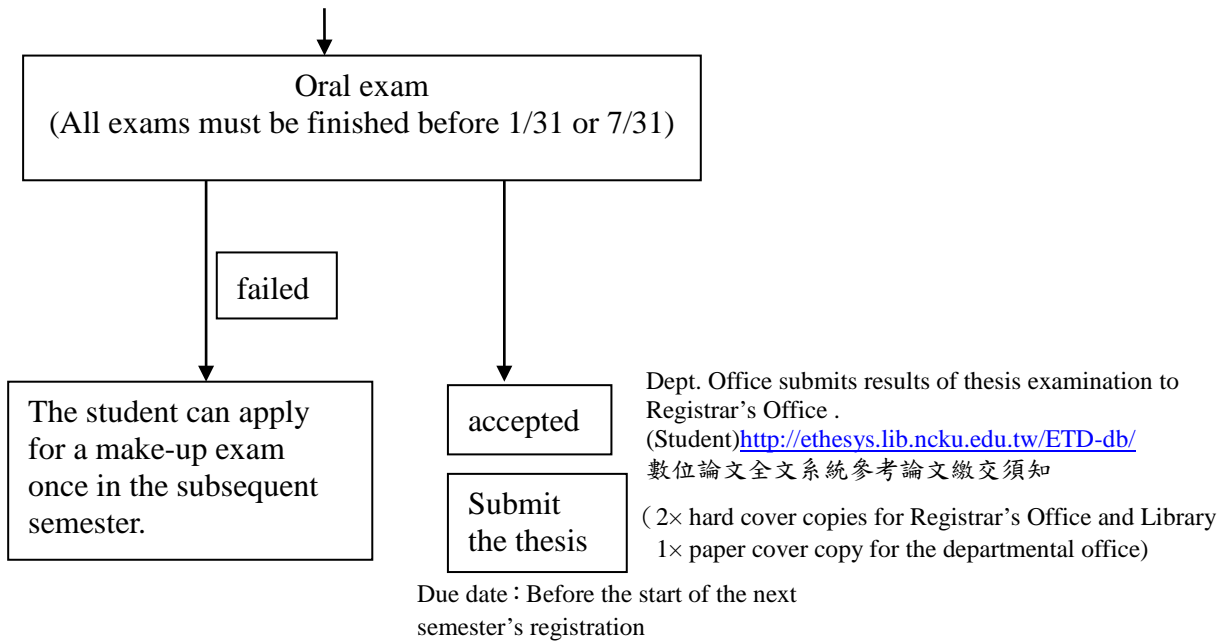 Oral exam
(All exams must be finished before 1/31 or 7/31)
failed
The student can apply
for a make-up exam
once in the subsequent
semester.
accepted
Dept. Office submits results of thesis examination to
Registrar’s Office .
(Student)http://ethesys.lib.ncku.edu.tw/ETD-db/
數位論文全文系統參考論文繳交須知
Submit
the thesis
（2× hard cover copies for Registrar’s Office and Library
1× paper cover copy for the departmental office)
Due date：Before the start of the next
semester’s registration